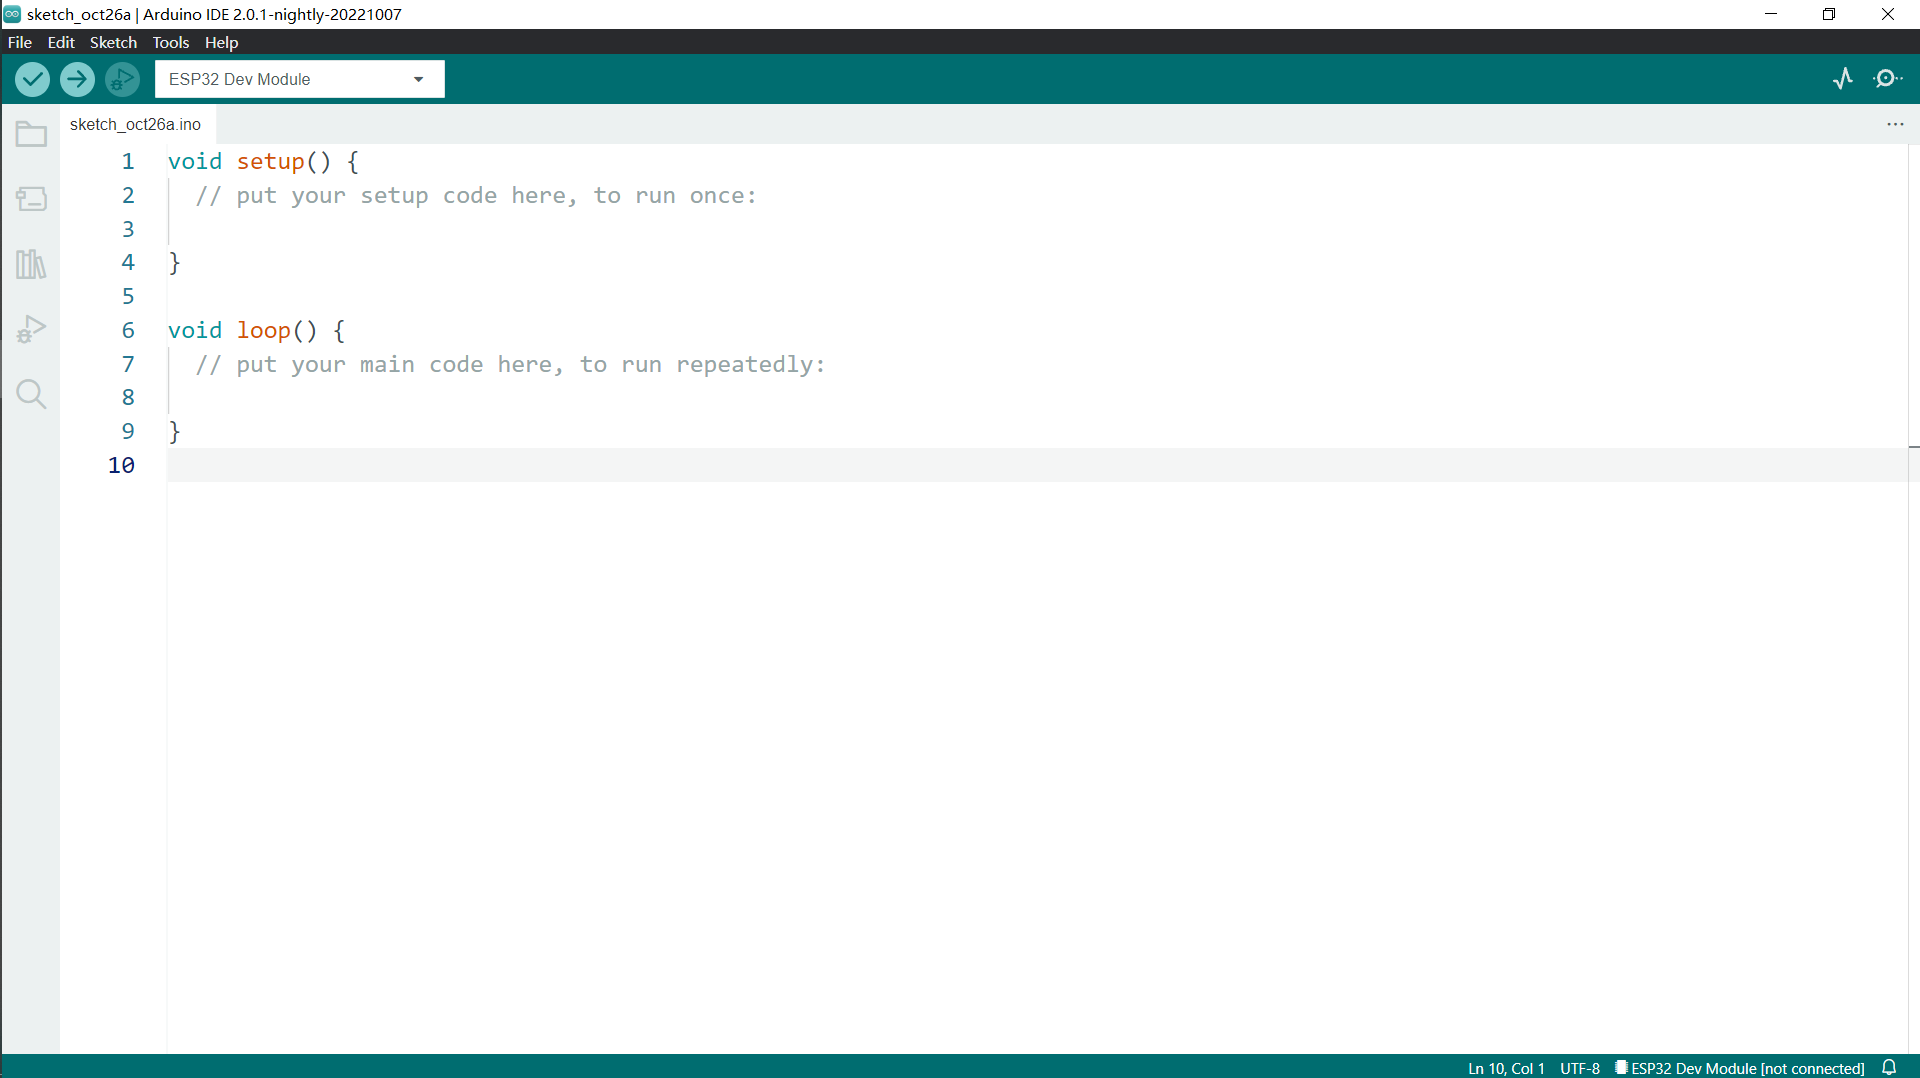 sketch_oct26a | Arduino IDE 2.0.1-nightly-20221007
File Edit Sketch Tools Help
ESP32 Dev Module
sketch_oct26a.ino
1 void setup() {
2 // put your setup code here, to run once:
3
4 }
5
6 void loop() {
7 // put your main code here, to run repeatedly:
8
9 }
10
Ln 10, Col 1 UTF-8 ESP32 Dev Module [not connected]